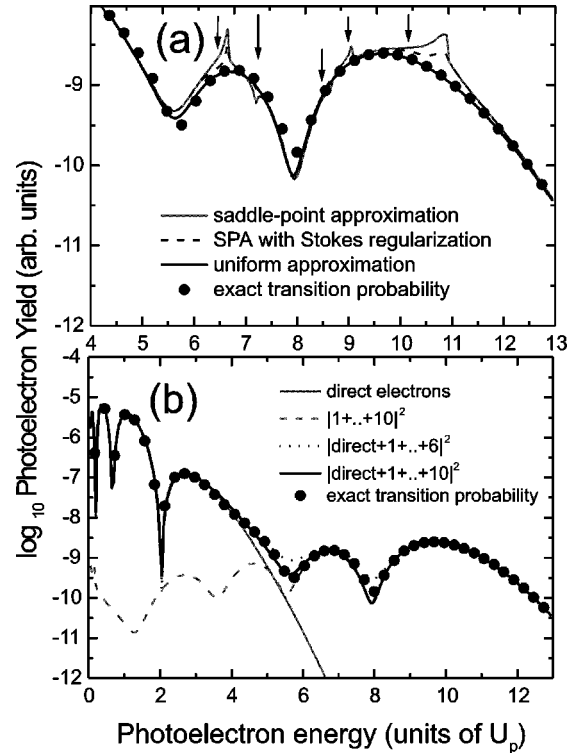 (a)
-9
-10
-11
-12
saddle-point approximation
SPA with Stokes regularization
uniform approximation
exact transition probability
4 5 6 7 8 9 10 11 12 13
log 10 Photoelectron Yield (arb. units)
(b)
-4
-5
-6
-7
-8
-9
-10
-11
-12
direct electrons
|1+..+10|²
|direct+1+..+6|²
|direct+1+..+10|²
exact transition probability
0 2 4 6 8 10 12
Photoelectron energy (units of Up)